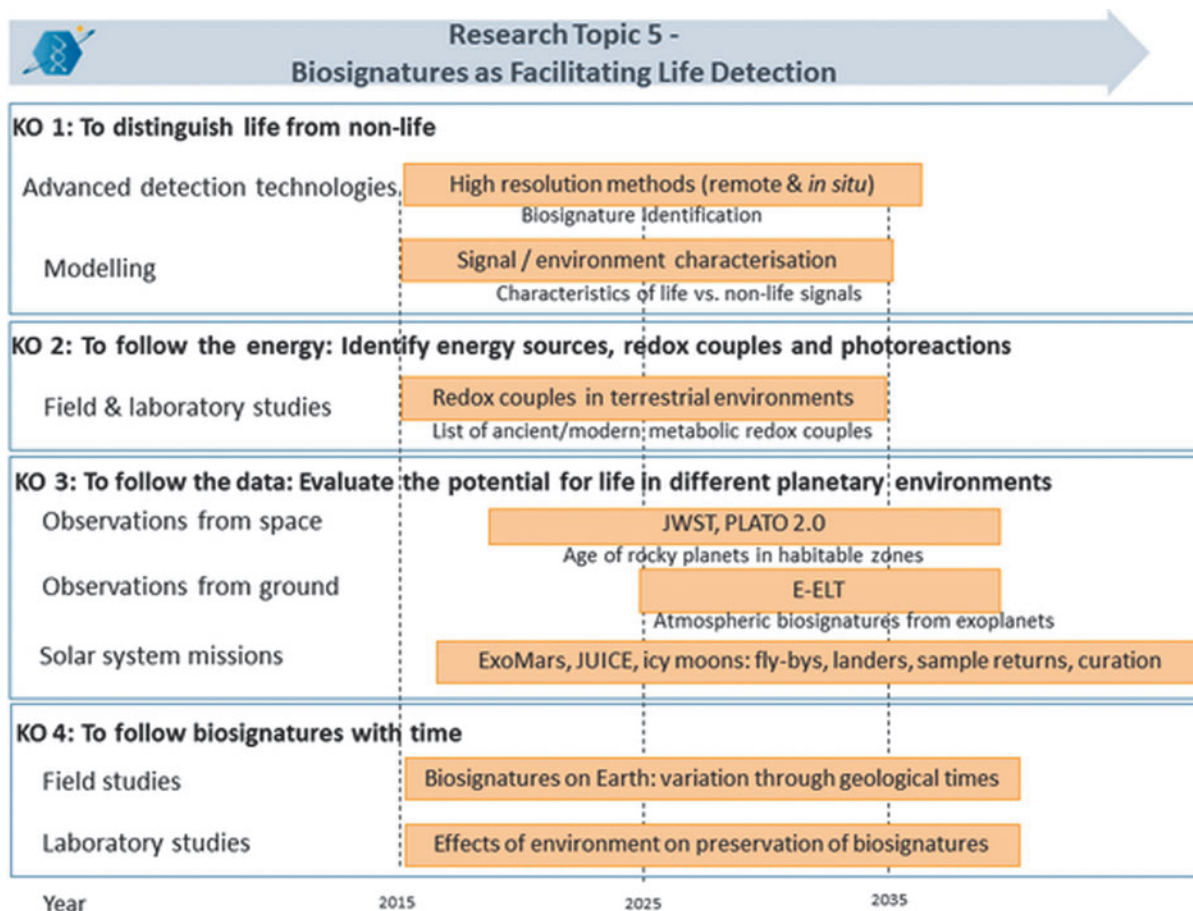 Research Topic 5 -
Biosignatures as Facilitating Life Detection
KO 1: To distinguish life from non-life
Advanced detection technologies
High resolution methods (remote & in situ)
Biosignature Identification
Modelling
Signal / environment characterisation
Characteristics of life vs. non-life signals
KO 2: To follow the energy: Identify energy sources, redox couples and photoreactions
Field & laboratory studies
Redox couples in terrestrial environments
List of ancient/modern metabolic redox couples
KO 3: To follow the data: Evaluate the potential for life in different planetary environments
Observations from space
JWST, PLATO 2.0
Age of rocky planets in habitable zones
Observations from ground
E-ELT
Atmospheric biosignatures from exoplanets
Solar system missions
ExoMars, JUICE, icy moons: fly-bys, landers, sample returns, curation
KO 4: To follow biosignatures with time
Field studies
Biosignatures on Earth: variation through geological times
Laboratory studies
Effects of environment on preservation of biosignatures
Year 2015 2025 2035